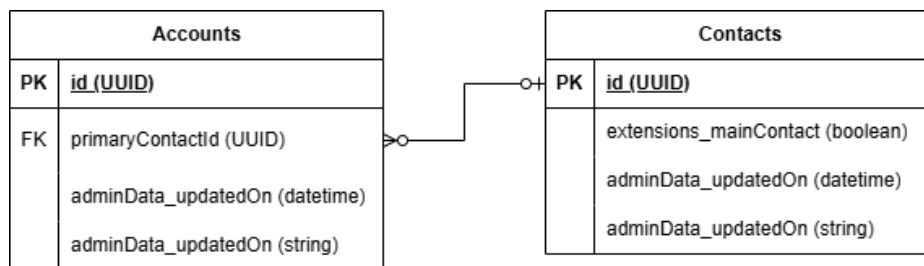 Accounts
PK id (UUID)
FK primaryContactId (UUID)
adminData_updatedOn (datetime)
adminData_updatedOn (string)
Contacts
PK id (UUID)
extensions_mainContact (boolean)
adminData_updatedOn (datetime)
adminData_updatedOn (string)